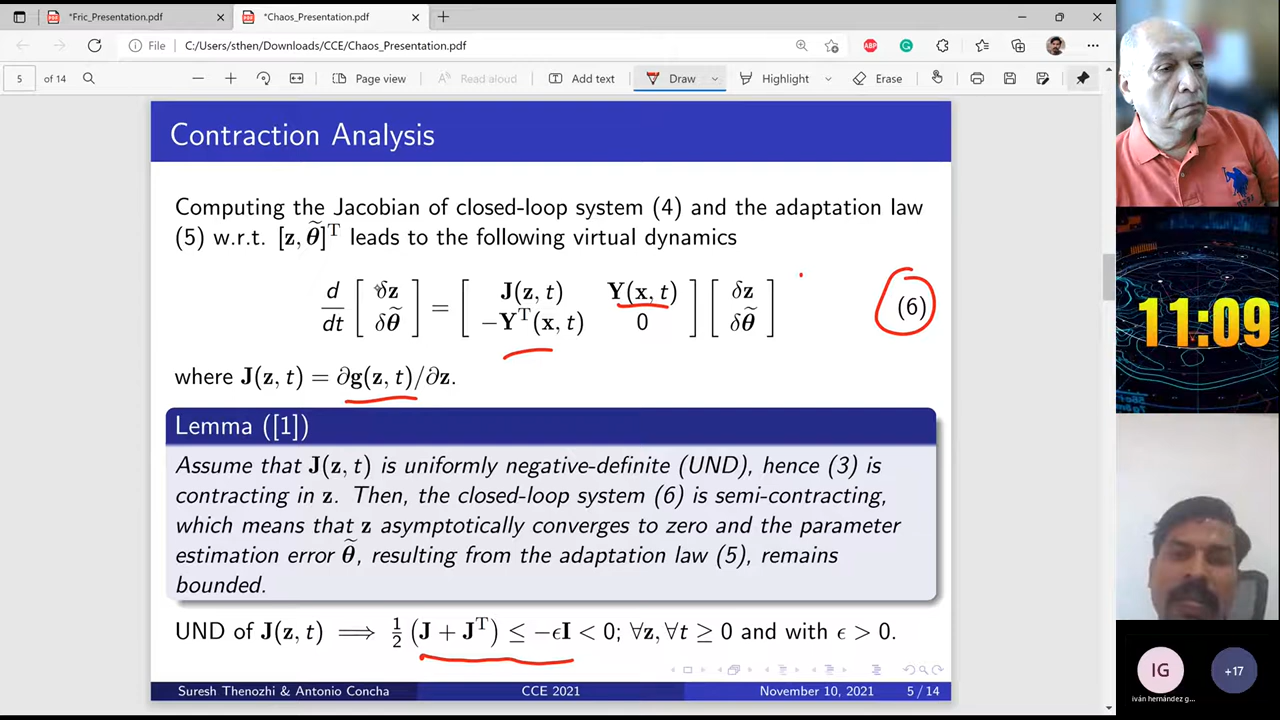 *Fric_Presentation.pdf
*Chaos_Presentation.pdf
File C:/Users/sthen/Downloads/CCE/Chaos_Presentation.pdf
ABP
5 of 14 Page view Read aloud Add text Draw Highlight Erase
Contraction Analysis
Computing the Jacobian of closed-loop system (4) and the adaptation law
(5) w.r.t. [z, θ̃]ᵀ leads to the following virtual dynamics
d/dt [δz; δθ̃] = [J(z, t) Y(x, t); −Yᵀ(x, t) 0] [δz; δθ̃] (6)
where J(z, t) = ∂g(z, t)/∂z.
Lemma ([1])
Assume that J(z, t) is uniformly negative-definite (UND), hence (3) is
contracting in z. Then, the closed-loop system (6) is semi-contracting,
which means that z asymptotically converges to zero and the parameter
estimation error θ̃, resulting from the adaptation law (5), remains
bounded.
UND of J(z, t) ⟹ 1/2 (J + Jᵀ) ≤ −ϵI < 0; ∀z, ∀t ≥ 0 and with ϵ > 0.
Suresh Thenozhi & Antonio Concha CCE 2021 November 10, 2021 5 / 14
11:09
IG
iván hernández g...
+17